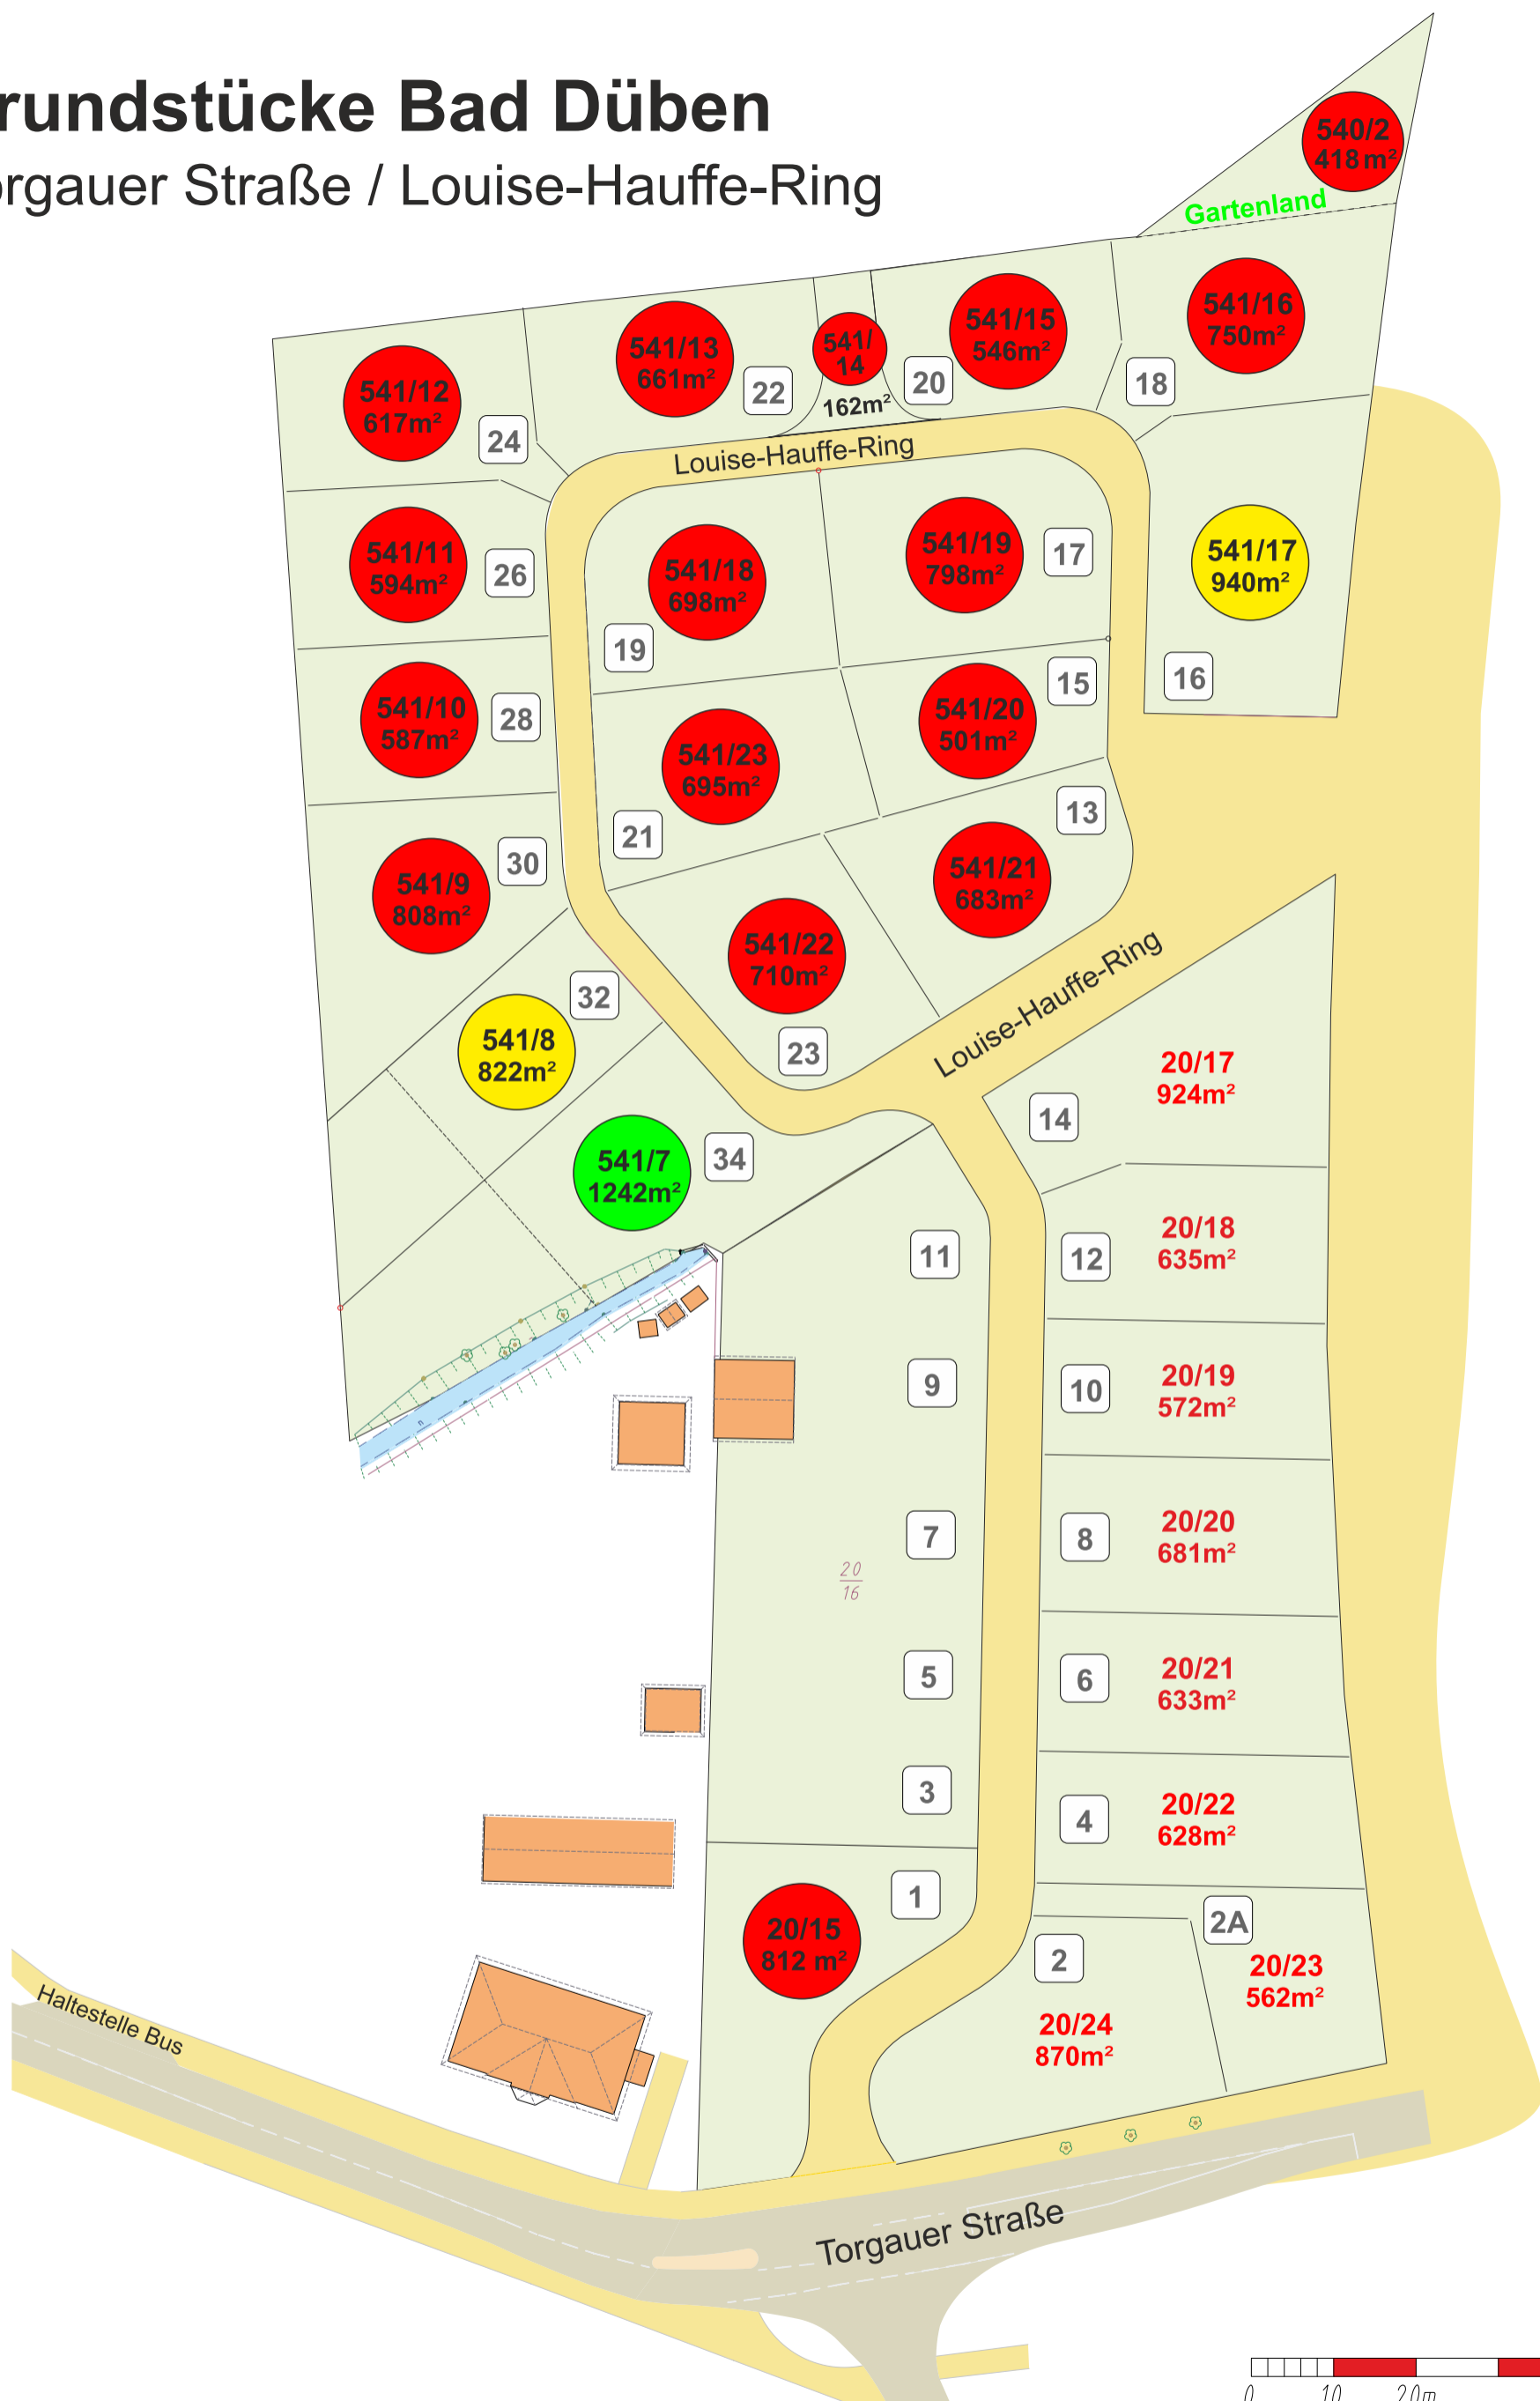 rundstücke Bad Düben
orgauer Straße / Louise-Hauffe-Ring
540/2
418 m²
Gartenland
541/16
750m²
18
541/15
546m²
20
541/
14
162m²
541/13
661m²
22
541/12
617m²
24
Louise-Hauffe-Ring
541/11
594m²
26
541/18
698m²
19
541/19
798m²
17
541/17
940m²
16
541/10
587m²
28
541/23
695m²
21
541/20
501m²
15
541/9
808m²
30
541/22
710m²
23
541/21
683m²
13
541/8
822m²
32
Louise-Hauffe-Ring
541/7
1242m²
34
20/17
924m²
14
11
12
20/18
635m²
9
10
20/19
572m²
7
8
20/20
681m²
20
16
5
6
20/21
633m²
3
4
20/22
628m²
1
20/15
812 m²
2
20/24
870m²
2A
20/23
562m²
Haltestelle Bus
Torgauer Straße
0
10
20m